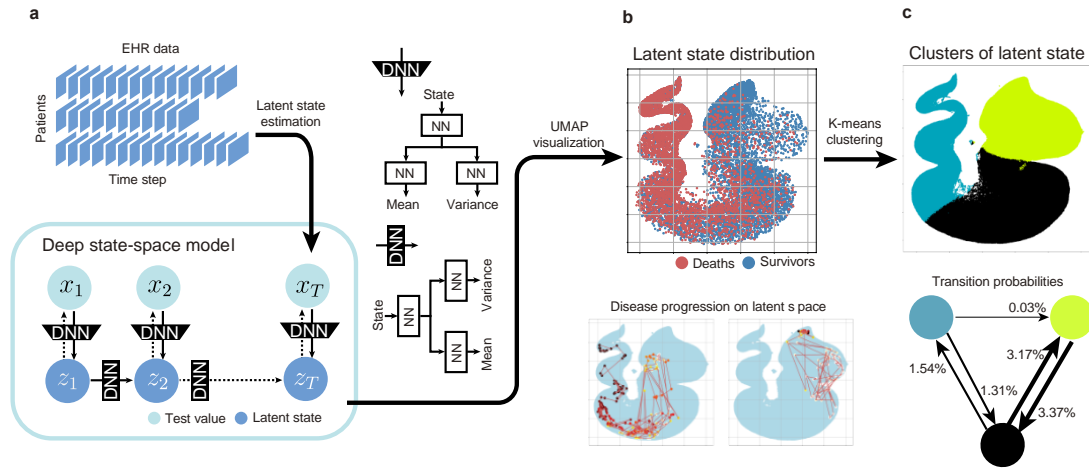 a
EHR data
Patients
Time step
Latent state
estimation
Deep state-space model
x1
x2
xT
DNN
DNN
DNN
z1
DNN
z2
DNN
zT
Test value
Latent state
DNN
State
NN
NN
NN
Mean
Variance
DNN
State
NN
NN
Variance
NN
Mean
UMAP
visualization
b
Latent state distribution
Deaths
Survivors
Disease progression on latent s pace
K-means
clustering
c
Clusters of latent state
Transition probabilities
0.03%
3.17%
1.54%
1.31%
3.37%